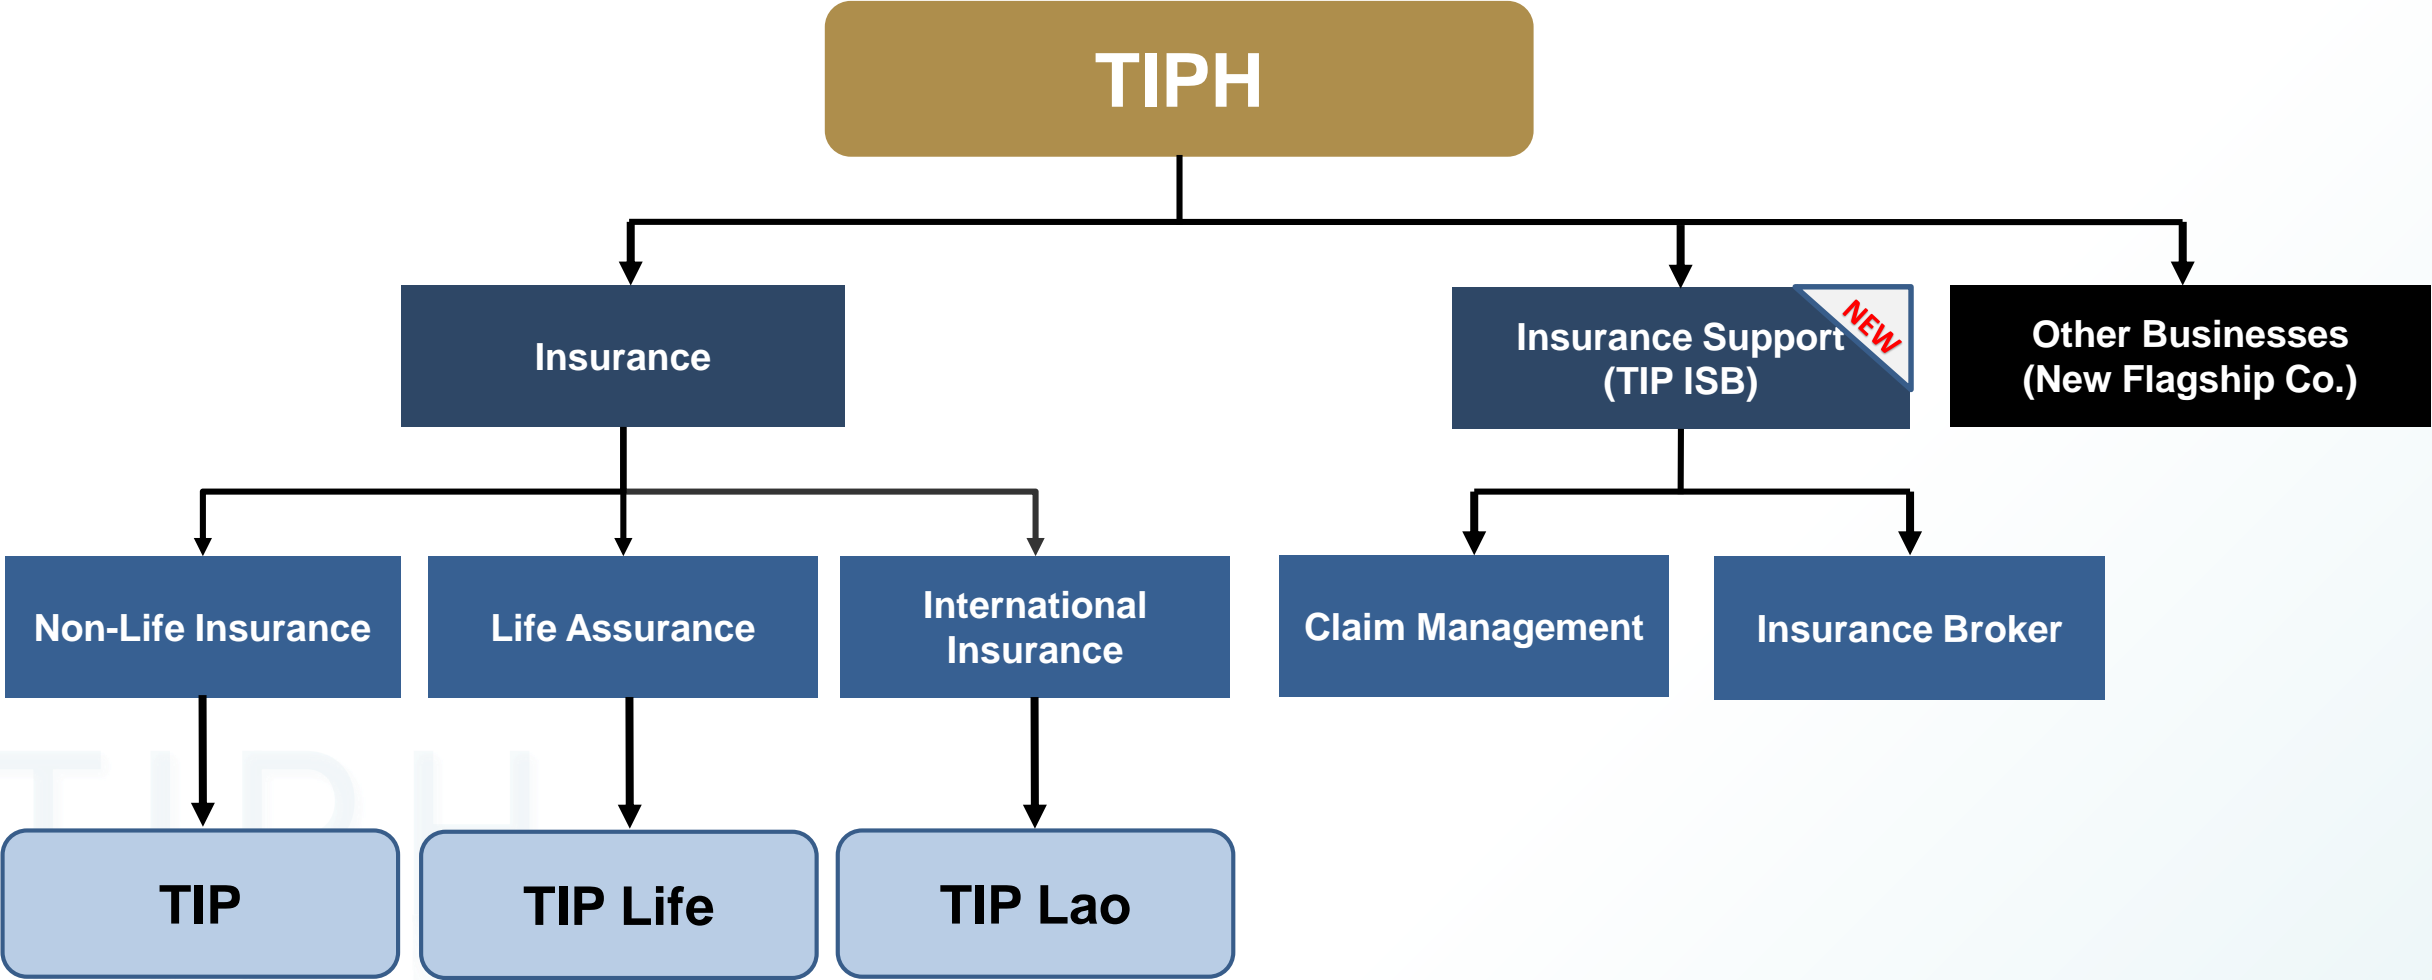 TIPH
Insurance
Insurance Support
(TIP ISB)
NEW
Other Businesses
(New Flagship Co.)
Non-Life Insurance
Life Assurance
International
Insurance
Claim Management
Insurance Broker
TIPH
TIP
TIP Life
TIP Lao